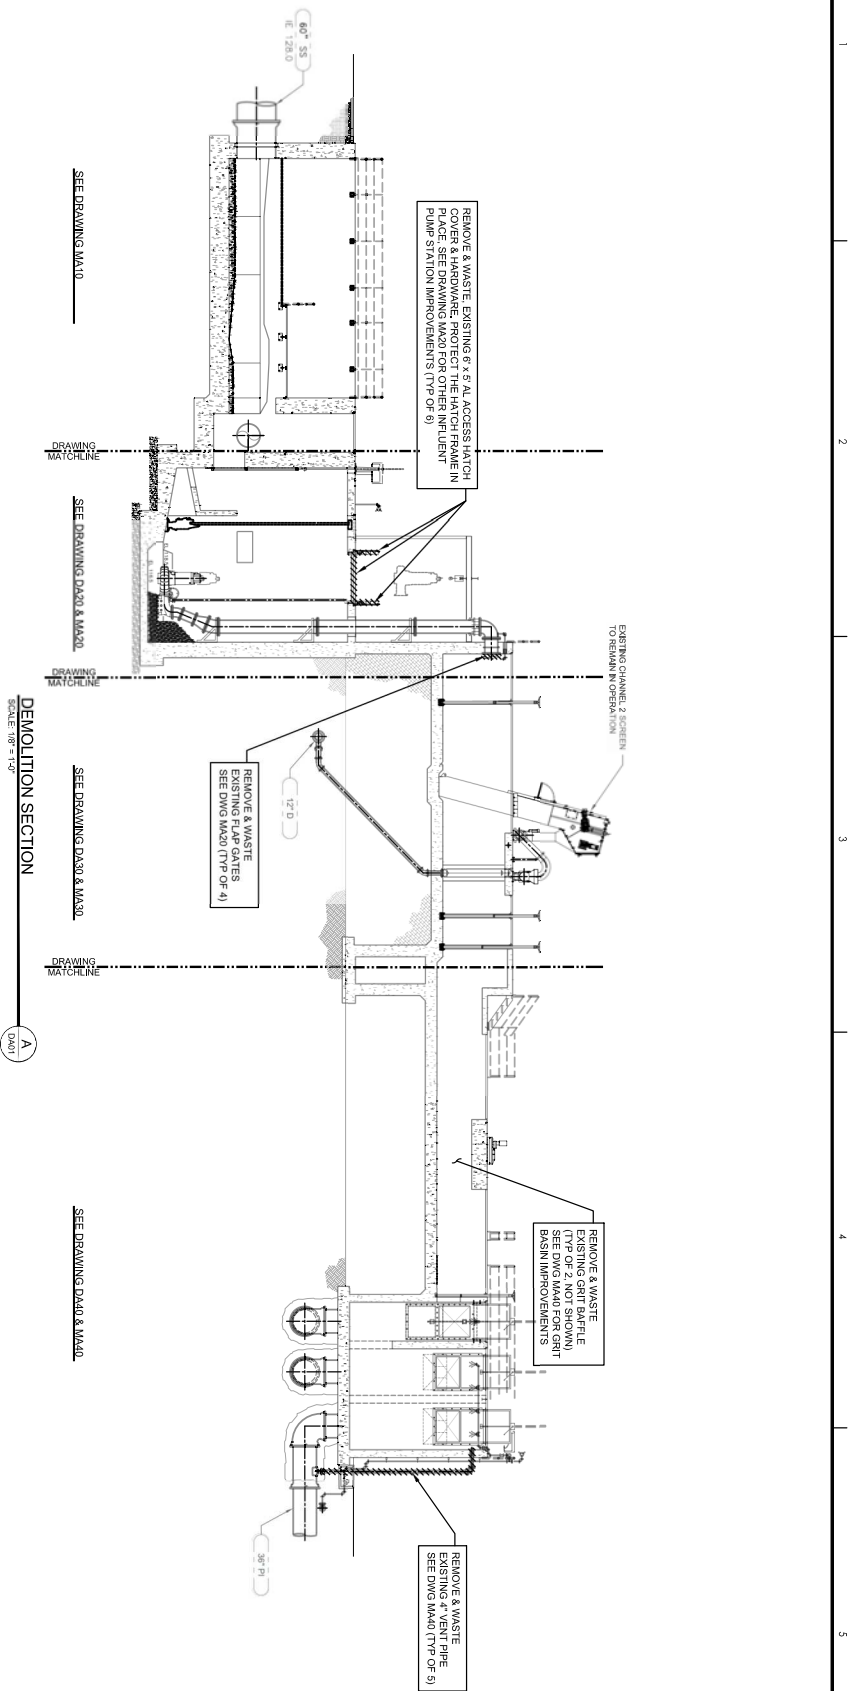 1
2
3
4
5
60" SS
IE 128.0
REMOVE & WASTE, EXISTING 6' x 5' AL ACCESS HATCH
COVER & HARDWARE, PROTECT THE HATCH FRAME IN
PLACE, SEE DRAWING MA20 FOR OTHER INFLUENT
PUMP STATION IMPROVEMENTS (TYP OF 6)
EXISTING CHANNEL 2 SCREEN
TO REMAIN IN OPERATION
REMOVE & WASTE
EXISTING GRIT BAFFLE
(TYP OF 2, NOT SHOWN)
SEE DWG MA40 FOR GRIT
BASIN IMPROVEMENTS
REMOVE & WASTE
EXISTING 4" VENT PIPE
SEE DWG MA40 (TYP OF 5)
REMOVE & WASTE
EXISTING FLAP GATES
SEE DWG MA20 (TYP OF 4)
12" D
36" PI
DRAWING
MATCHLINE
DRAWING
MATCHLINE
DRAWING
MATCHLINE
SEE DRAWING MA10
SEE DRAWING DA20 & MA20
SEE DRAWING DA30 & MA30
SEE DRAWING DA40 & MA40
DEMOLITION SECTION
SCALE: 1/8" = 1'-0"
A
DA01